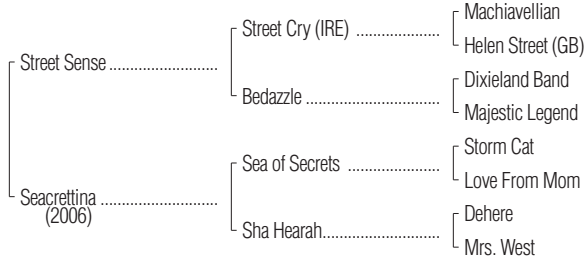 Machiavellian
Street Cry (IRE) ....................
Helen Street (GB)
Street Sense ..........................
Dixieland Band
Bedazzle ................................
Majestic Legend
Storm Cat
Sea of Secrets ......................
Love From Mom
Seacrettina ............................
(2006)
Dehere
Sha Hearah............................
Mrs. West